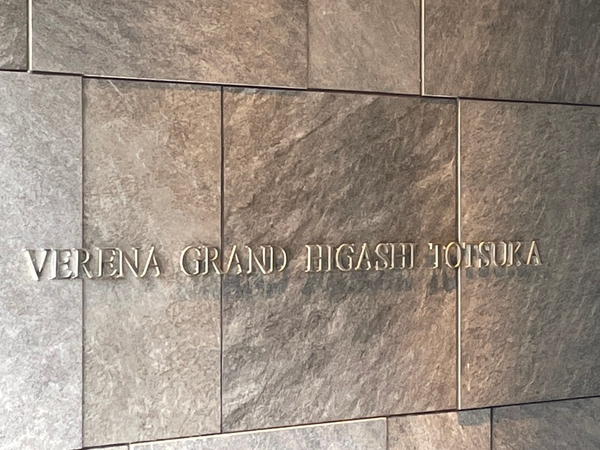 VERENA GRAND HIGASHI TOTSUKA